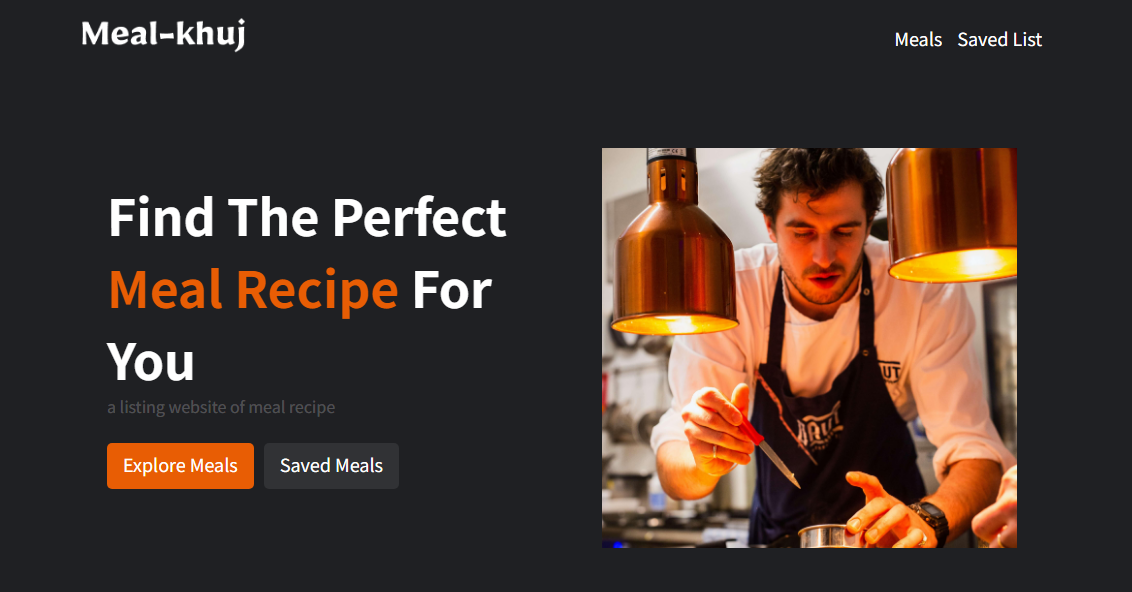 Meal-khuj
Meals Saved List
Find The Perfect
Meal Recipe For
You
a listing website of meal recipe
Explore Meals Saved Meals